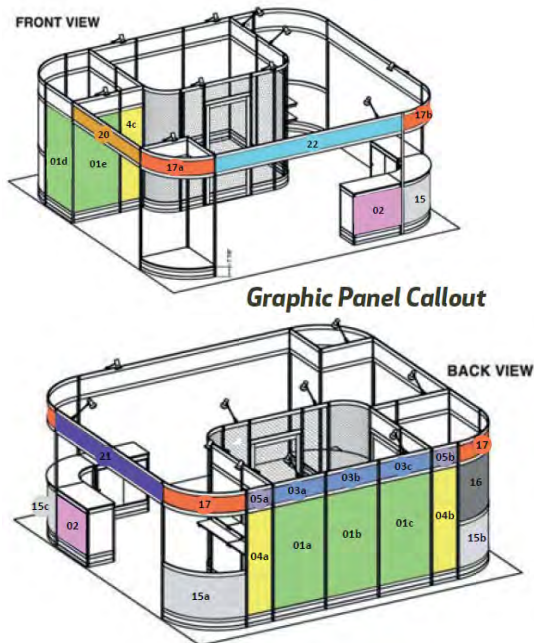 FRONT VIEW
4c
17b
20
22
01d
01e
17a
02
15
Graphic Panel Callout
BACK VIEW
21
17
05a
03a
03b
03c
05b
17
16
15c
02
04a
01a
01b
01c
04b
15b
15a